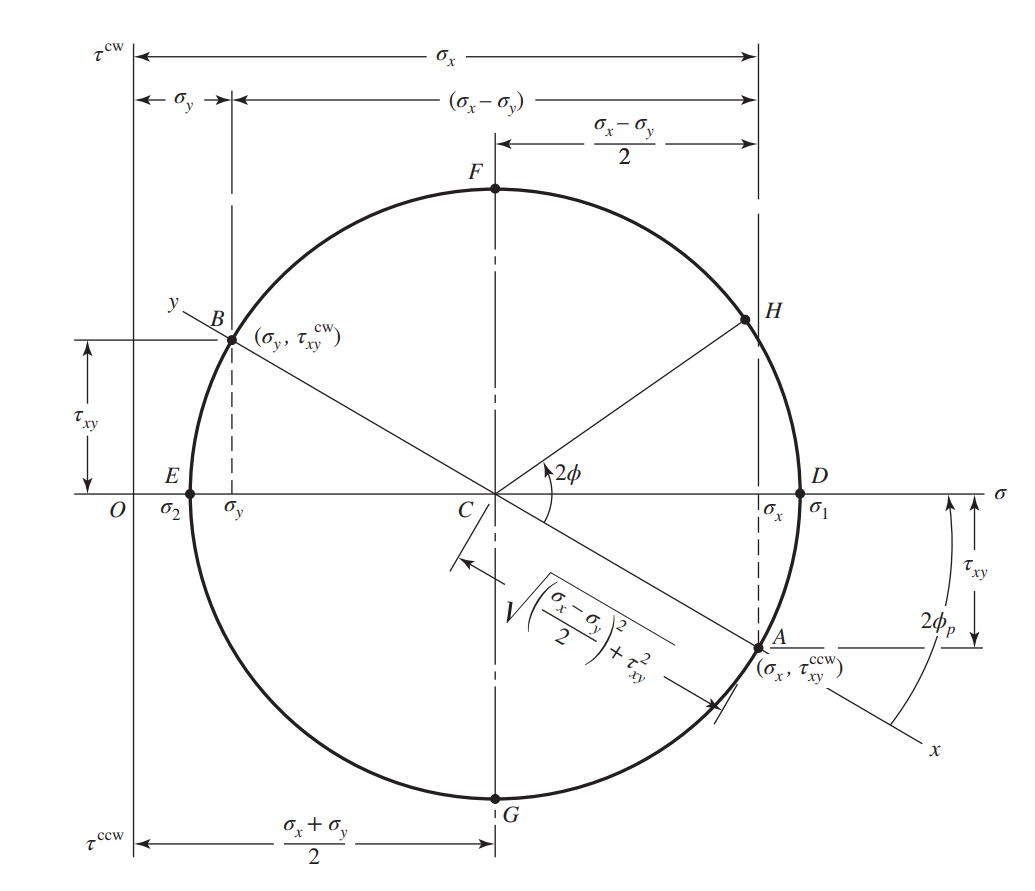 τ^cw
σ_x
σ_y
(σ_x − σ_y)
σ_x − σ_y
2
F
H
y
B
(σ_y, τ_xy^cw)
τ_xy
2ϕ
E
D
O
σ_2
σ_y
C
σ_x
σ_1
σ
τ_xy
√((σ_x − σ_y / 2)^2 + τ_xy^2)
2ϕ_p
A
(σ_x, τ_xy^ccw)
x
G
τ^ccw
σ_x + σ_y
2